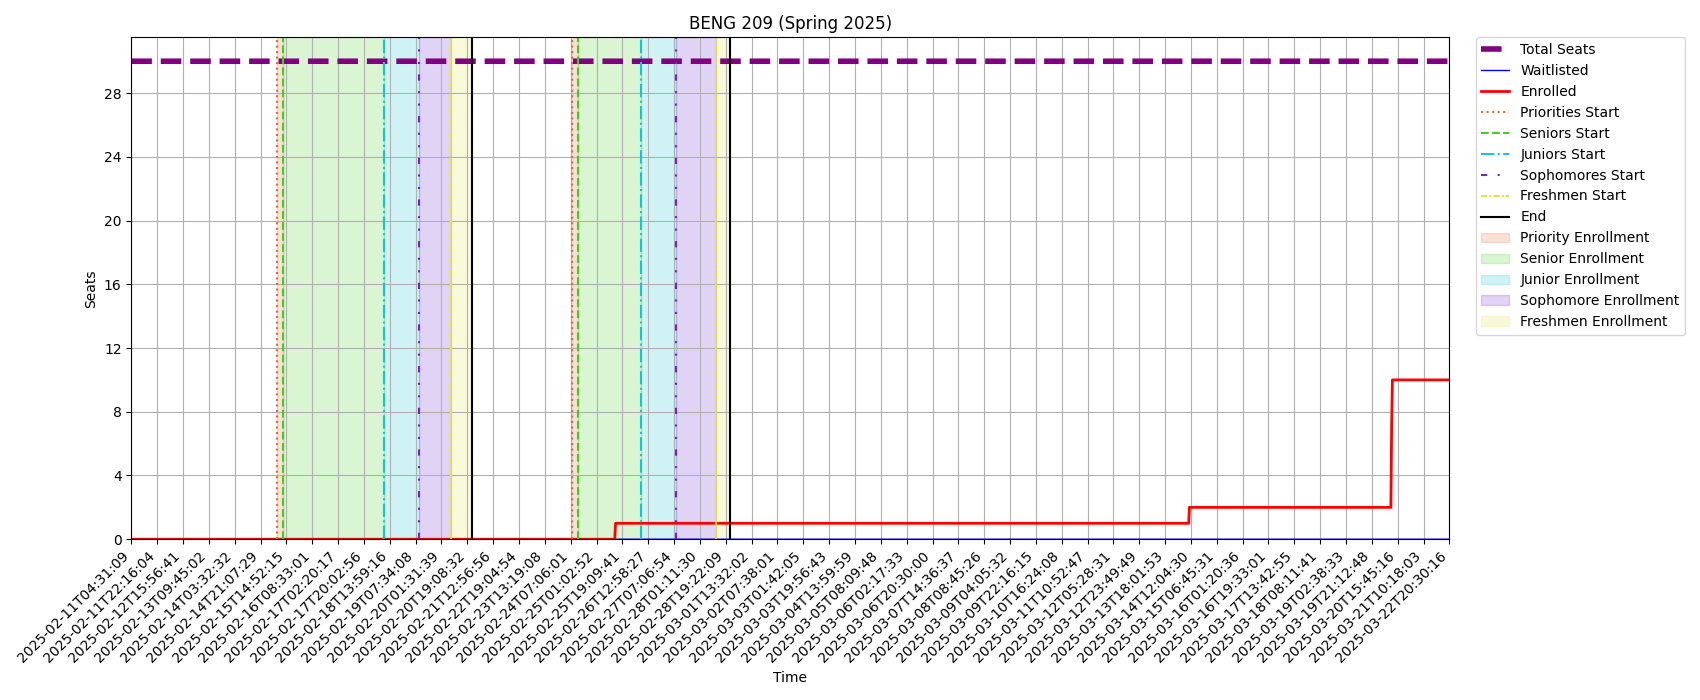 BENG 209 (Spring 2025)
Total Seats
Waitlisted
Enrolled
Priorities Start
Seniors Start
Juniors Start
Sophomores Start
Freshmen Start
End
Priority Enrollment
Senior Enrollment
Junior Enrollment
Sophomore Enrollment
Freshmen Enrollment
Seats
28
24
20
16
12
8
4
0
2025-02-11T04:31:09
2025-02-11T22:16:04
2025-02-12T15:56:41
2025-02-13T09:45:02
2025-02-14T03:32:32
2025-02-14T21:07:29
2025-02-15T14:52:15
2025-02-16T08:33:01
2025-02-17T02:20:17
2025-02-17T20:02:56
2025-02-18T13:59:16
2025-02-19T07:34:08
2025-02-20T01:31:39
2025-02-20T19:08:32
2025-02-21T12:56:56
2025-02-22T19:04:54
2025-02-23T13:19:08
2025-02-24T07:06:01
2025-02-25T01:02:52
2025-02-25T19:09:41
2025-02-26T12:58:27
2025-02-27T07:06:54
2025-02-28T01:11:30
2025-02-28T19:22:09
2025-03-01T13:32:02
2025-03-02T07:38:01
2025-03-03T01:42:05
2025-03-03T19:56:43
2025-03-04T13:59:59
2025-03-05T08:09:48
2025-03-06T02:17:33
2025-03-06T20:30:00
2025-03-07T14:36:37
2025-03-08T08:45:26
2025-03-09T04:05:32
2025-03-09T22:16:15
2025-03-10T16:24:08
2025-03-11T10:52:47
2025-03-12T05:28:31
2025-03-12T23:49:49
2025-03-13T18:01:53
2025-03-14T12:04:30
2025-03-15T06:45:31
2025-03-16T01:20:36
2025-03-16T19:33:01
2025-03-17T13:42:55
2025-03-18T08:11:41
2025-03-19T02:38:33
2025-03-19T21:12:48
2025-03-20T15:45:16
2025-03-21T10:18:03
2025-03-22T20:30:16
Time